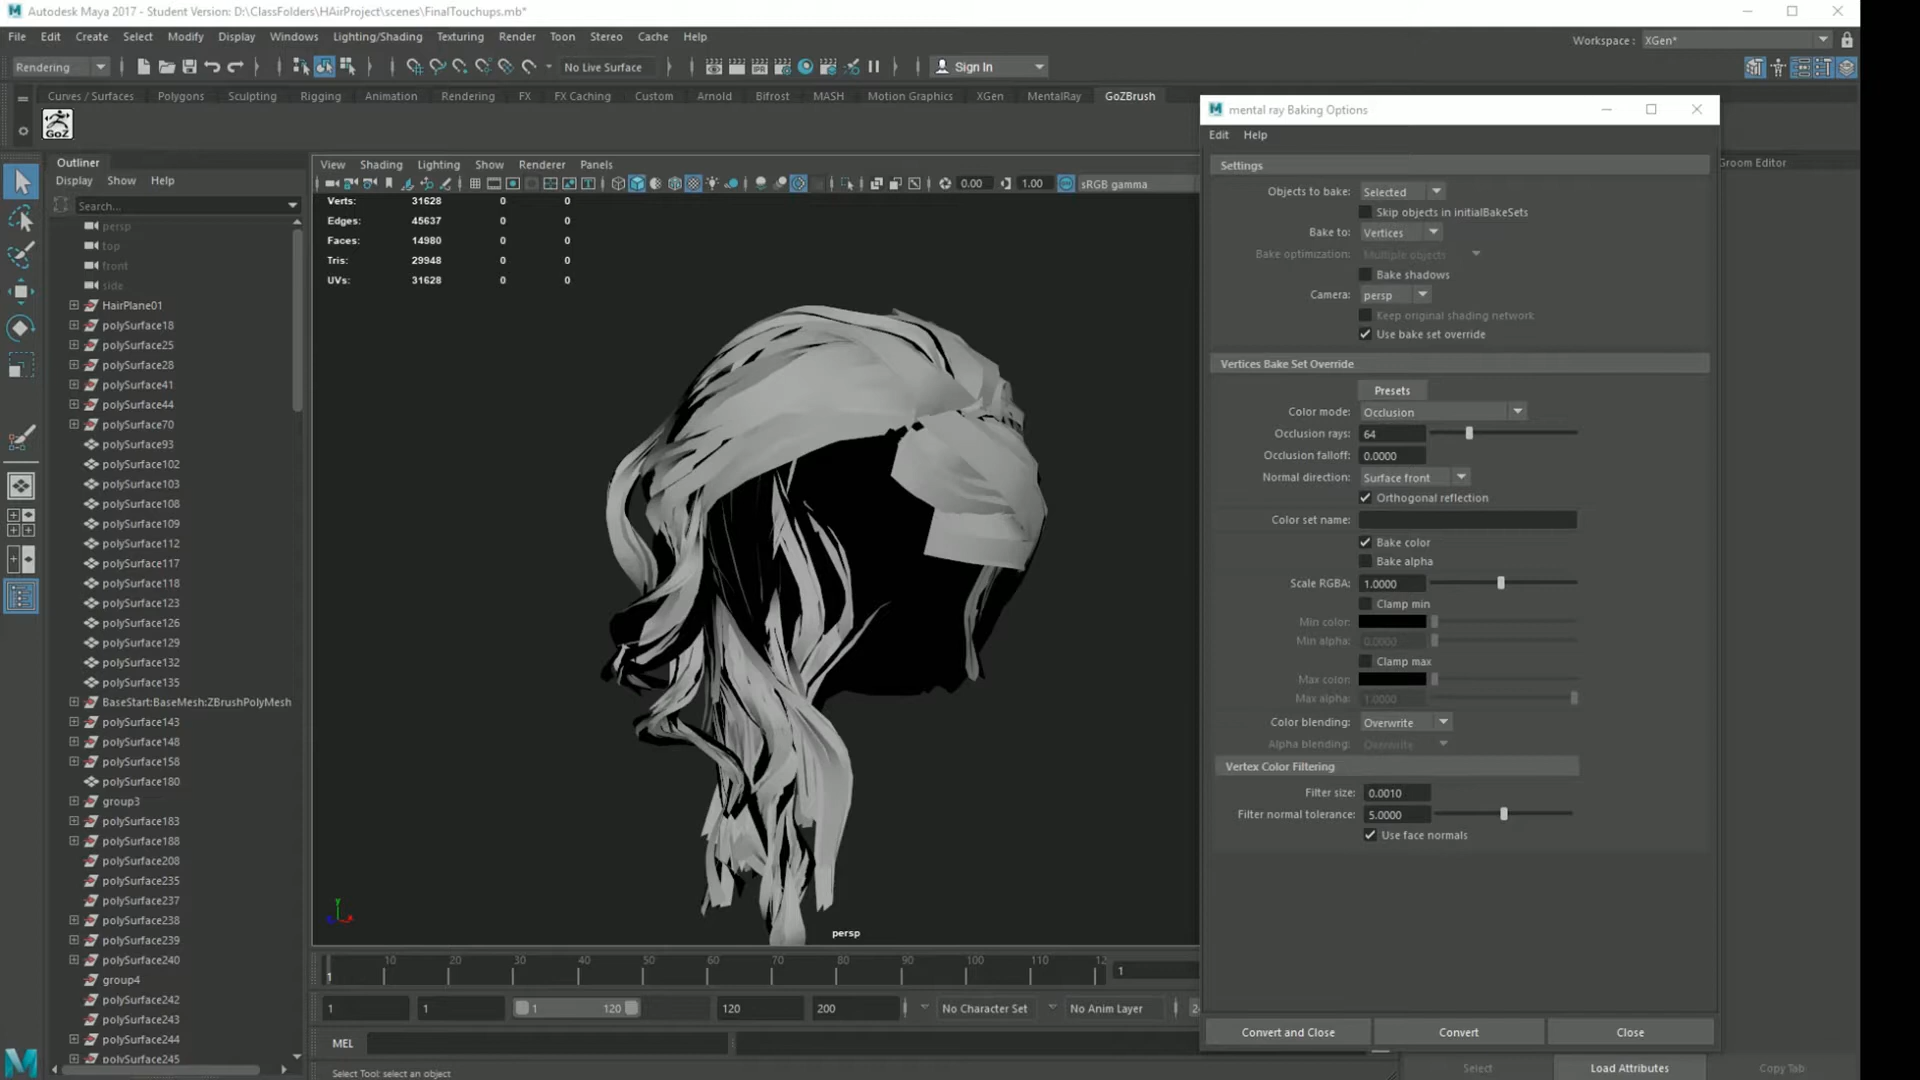 Autodesk Maya 2017 - Student Version: D:\ClassFolders\HAirProject\scenes\FinalTouchups.mb*
File Edit Create Select Modify Display Windows Lighting/Shading Texturing Render Toon Stereo Cache Help
Workspace : XGen*
Rendering No Live Surface Sign In
Curves / Surfaces Polygons Sculpting Rigging Animation Rendering FX FX Caching Custom Arnold Bifrost MASH Motion Graphics XGen MentalRay GoZBrush
GoZ
mental ray Baking Options
Edit Help
Outliner
Display Show Help
Search...
persp
top
front
side
HairPlane01
polySurface18
polySurface25
polySurface28
polySurface41
polySurface44
polySurface70
polySurface93
polySurface102
polySurface103
polySurface108
polySurface109
polySurface112
polySurface117
polySurface118
polySurface123
polySurface126
polySurface129
polySurface132
polySurface135
BaseStart:BaseMesh:ZBrushPolyMesh
polySurface143
polySurface148
polySurface158
polySurface180
group3
polySurface183
polySurface188
polySurface208
polySurface235
polySurface237
polySurface238
polySurface239
polySurface240
group4
polySurface242
polySurface243
polySurface244
polySurface245
View Shading Lighting Show Renderer Panels
0.00 1.00 sRGB gamma
Verts: 31628 0 0
Edges: 45637 0 0
Faces: 14980 0 0
Tris: 29948 0 0
UVs: 31628 0 0
y
persp
Settings
Groom Editor
Objects to bake: Selected
Skip objects in initialBakeSets
Bake to: Vertices
Bake optimization: Multiple objects
Bake shadows
Camera: persp
Keep original shading network
Use bake set override
Vertices Bake Set Override
Presets
Color mode: Occlusion
Occlusion rays: 64
Occlusion falloff: 0.0000
Normal direction: Surface front
Orthogonal reflection
Color set name:
Bake color
Bake alpha
Scale RGBA: 1.0000
Clamp min
Min color:
Min alpha: 0.0000
Clamp max
Max color:
Max alpha: 1.0000
Color blending: Overwrite
Alpha blending: Overwrite
Vertex Color Filtering
Filter size: 0.0010
Filter normal tolerance: 5.0000
Use face normals
Convert and Close Convert Close
1 10 20 30 40 50 60 70 80 90 100 110 12 1
1 1 1 120 120 200 No Character Set No Anim Layer 2
MEL
Select Tool: select an object
Select Load Attributes Copy Tab